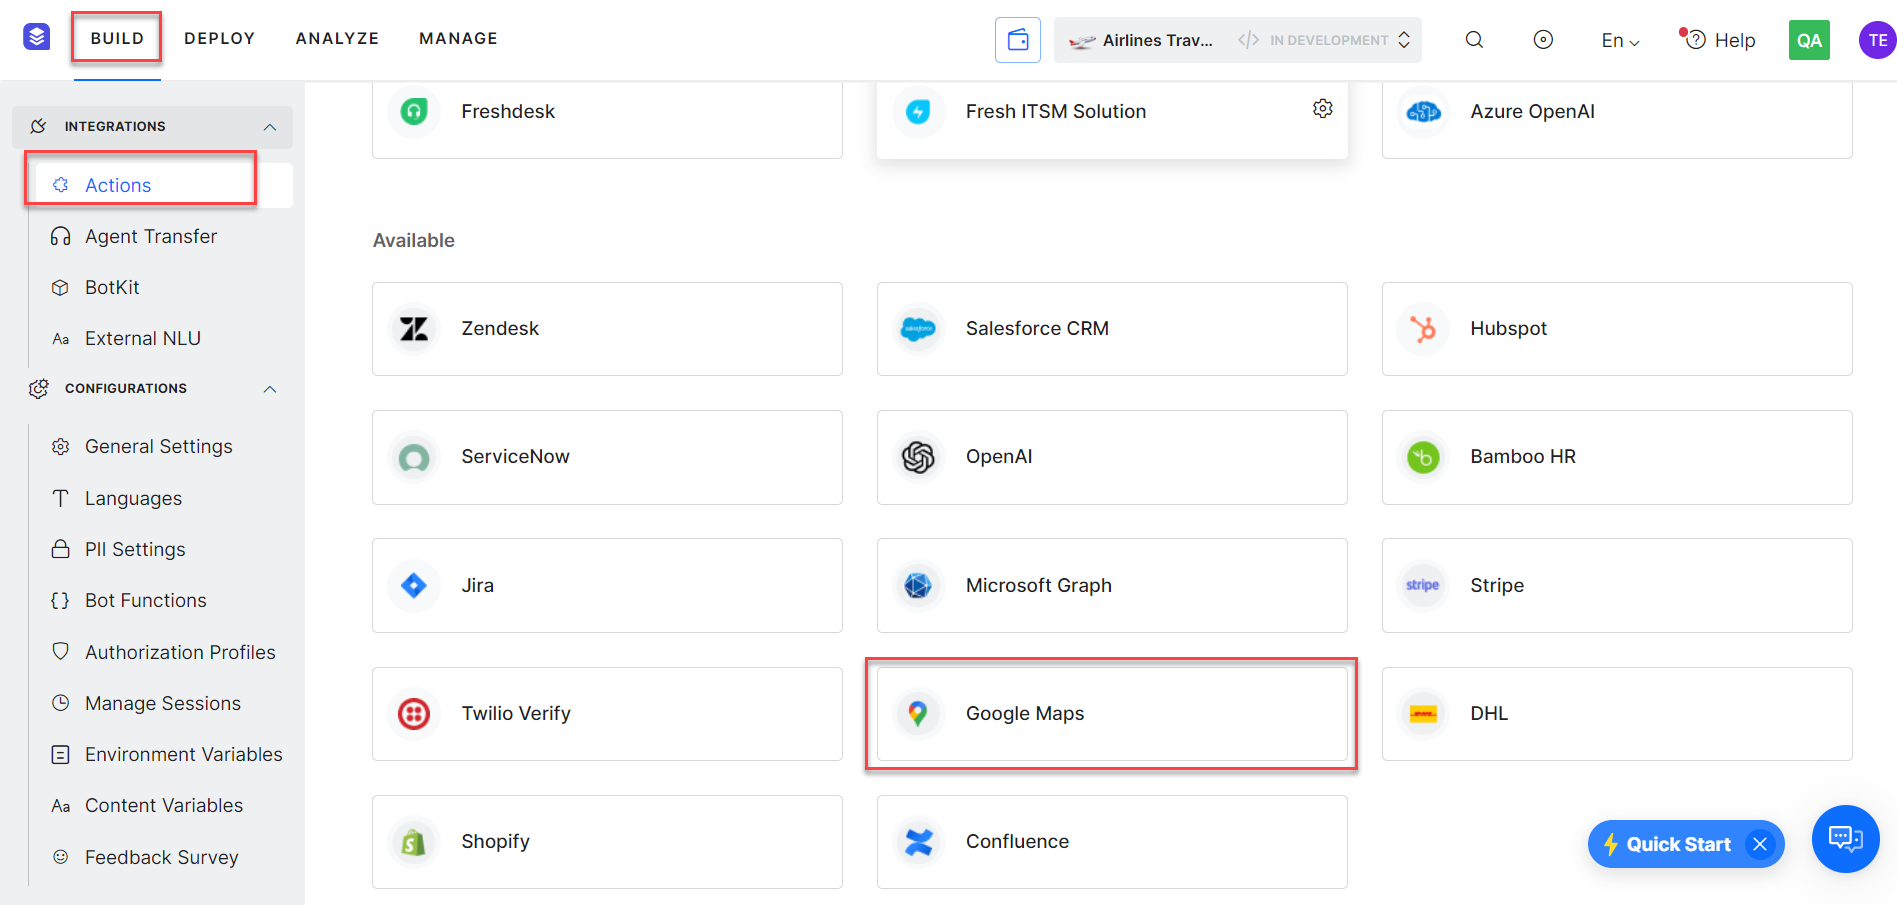 BUILD DEPLOY ANALYZE MANAGE Airlines Trav... </> IN DEVELOPMENT En Help QA TE
INTEGRATIONS
Actions
Agent Transfer
BotKit
Aa External NLU
CONFIGURATIONS
General Settings
Languages
PII Settings
{} Bot Functions
Authorization Profiles
Manage Sessions
Environment Variables
Aa Content Variables
Feedback Survey
Freshdesk Fresh ITSM Solution Azure OpenAI
Available
Zendesk salesforce Salesforce CRM Hubspot
ServiceNow OpenAI b Bamboo HR
Jira Microsoft Graph stripe Stripe
Twilio Verify Google Maps DHL DHL
S Shopify Confluence
Quick Start